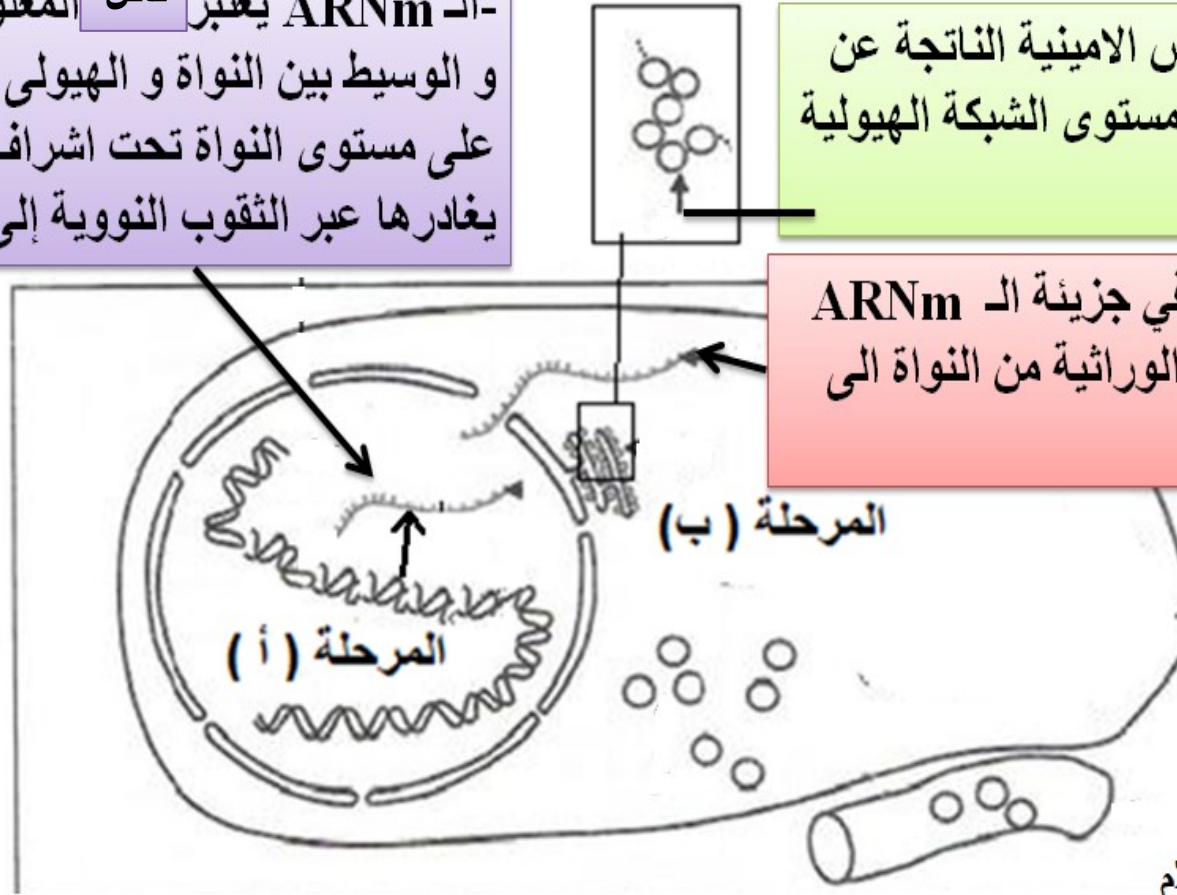 -الـ ARNm يعتبر
و الوسيط بين النواة و الهيولى
على مستوى النواة تحت اشراف
يغادرها عبر الثقوب النووية إلى
الامينية الناتجة عن
مستوى الشبكة الهيولية
في جزيئة الـ ARNm
الوراثية من النواة الى
المرحلة ( ب )
المرحلة ( أ )